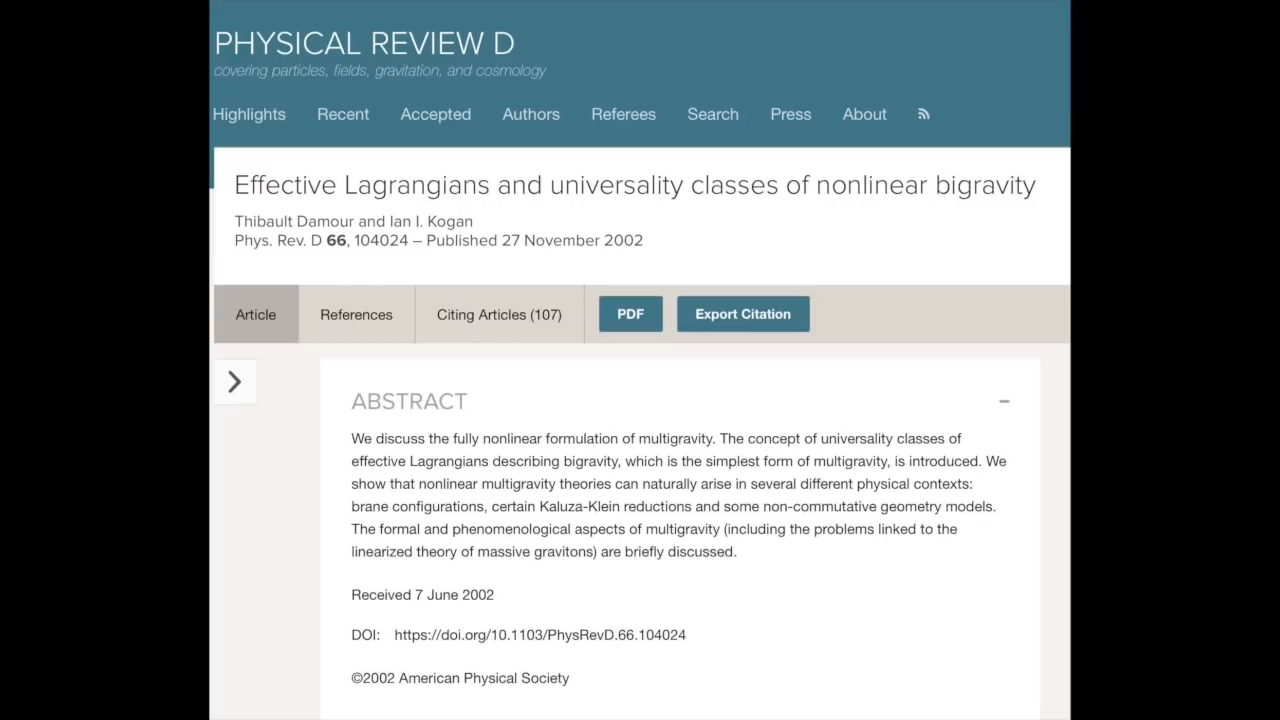 PHYSICAL REVIEW D
covering particles, fields, gravitation, and cosmology
Highlights Recent Accepted Authors Referees Search Press About
Effective Lagrangians and universality classes of nonlinear bigravity
Thibault Damour and Ian I. Kogan
Phys. Rev. D 66, 104024 – Published 27 November 2002
Article References Citing Articles (107) PDF Export Citation
ABSTRACT
We discuss the fully nonlinear formulation of multigravity. The concept of universality classes of
effective Lagrangians describing bigravity, which is the simplest form of multigravity, is introduced. We
show that nonlinear multigravity theories can naturally arise in several different physical contexts:
brane configurations, certain Kaluza-Klein reductions and some non-commutative geometry models.
The formal and phenomenological aspects of multigravity (including the problems linked to the
linearized theory of massive gravitons) are briefly discussed.
Received 7 June 2002
DOI: https://doi.org/10.1103/PhysRevD.66.104024
©2002 American Physical Society